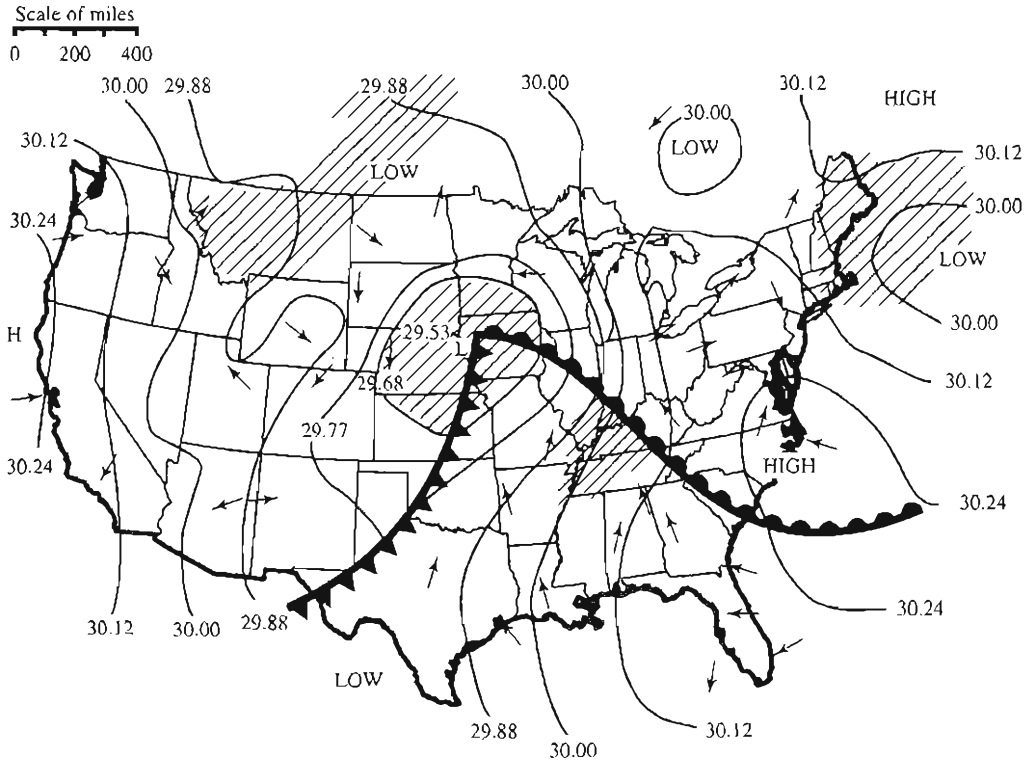 Scale of miles
0 200 400
30.00 29.88 29.88 30.00 30.12 HIGH
30.00
30.12 LOW 30.12
LOW
30.24 30.00
LOW
H 29.53 30.00
L
29.68 30.12
29.77
30.24 HIGH
30.24
30.12 30.00 29.88 30.24
LOW
29.88 30.12
30.00